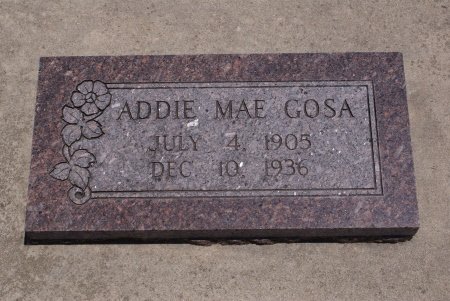 ADDIE MAE GOSA
JULY 4, 1905
DEC. 10, 1936